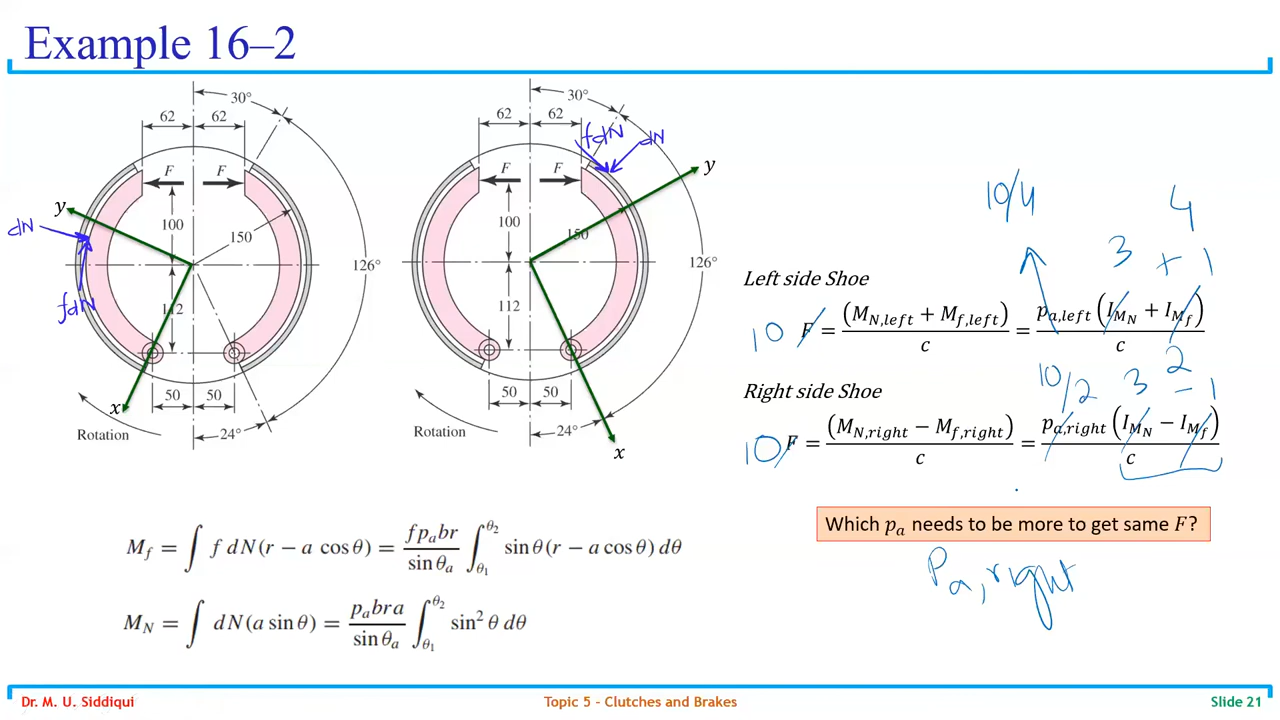 Example 16–2
30°
62 62
F F
y
dN
100
150
fdN
112
126°
x
50 50
Rotation
24°
30°
62 62
fdN dN
F F
y
100
150
112
126°
50 50
Rotation
24°
x
10/4 4
3 + 1
Left side Shoe
10 F = (M_N,left + M_f,left) / c = p_a,left (I_M_N + I_M_f) / c
10/2 3 2 − 1
Right side Shoe
10 F = (M_N,right − M_f,right) / c = p_a,right (I_M_N − I_M_f) / c
Which p_a needs to be more to get same F?
P_a,right
M_f = ∫ f dN(r − a cos θ) = (f p_a b r / sin θ_a) ∫_θ₁^θ₂ sin θ (r − a cos θ) dθ
M_N = ∫ dN(a sin θ) = (p_a b r a / sin θ_a) ∫_θ₁^θ₂ sin² θ dθ
Dr. M. U. Siddiqui Topic 5 - Clutches and Brakes Slide 21